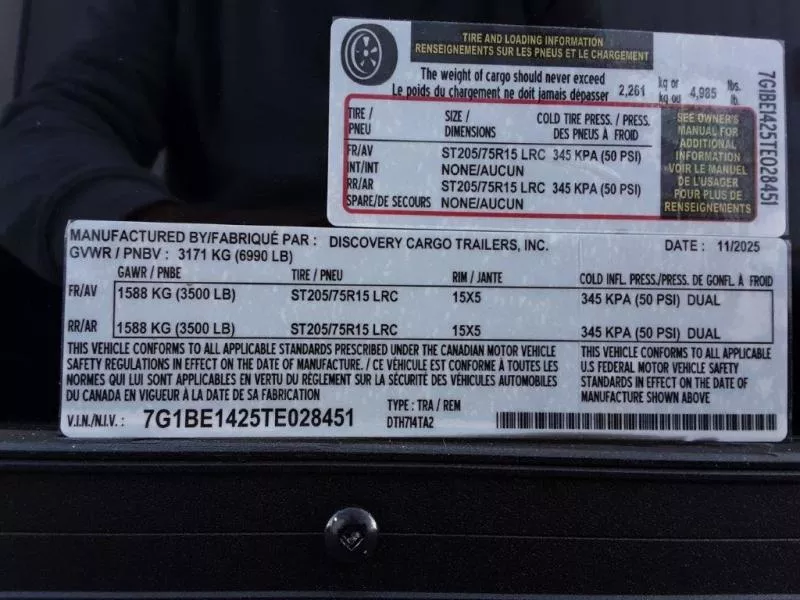 TIRE AND LOADING INFORMATION
RENSEIGNEMENTS SUR LES PNEUS ET LE CHARGEMENT
The weight of cargo should never exceed
Le poids du chargement ne doit jamais dépasser 2,261 kg or kg ou 4,985 lbs. lb.
TIRE / PNEU SIZE / DIMENSIONS COLD TIRE PRESS. / PRESS. DES PNEUS À FROID
FR/AV ST205/75R15 LRC 345 KPA (50 PSI)
INT/INT NONE/AUCUN
RR/AR ST205/75R15 LRC 345 KPA (50 PSI)
SPARE/DE SECOURS NONE/AUCUN
SEE OWNER'S
MANUAL FOR
ADDITIONAL
INFORMATION
VOIR LE MANUEL
DE L'USAGER
POUR PLUS DE
RENSEIGNEMENTS
7G1BE1425TE028451
MANUFACTURED BY/FABRIQUÉ PAR : DISCOVERY CARGO TRAILERS, INC. DATE : 11/2025
GVWR / PNBV : 3171 KG (6990 LB)
GAWR / PNBE TIRE / PNEU RIM / JANTE COLD INFL. PRESS./PRESS. DE GONFL. À FROID
FR/AV 1588 KG (3500 LB) ST205/75R15 LRC 15X5 345 KPA (50 PSI) DUAL
RR/AR 1588 KG (3500 LB) ST205/75R15 LRC 15X5 345 KPA (50 PSI) DUAL
THIS VEHICLE CONFORMS TO ALL APPLICABLE STANDARDS PRESCRIBED UNDER THE CANADIAN MOTOR VEHICLE
SAFETY REGULATIONS IN EFFECT ON THE DATE OF MANUFACTURE. / CE VÉHICULE EST CONFORME À TOUTES LES
NORMES QUI LUI SONT APPLICABLES EN VERTU DU RÈGLEMENT SUR LA SÉCURITÉ DES VÉHICULES AUTOMOBILES
DU CANADA EN VIGUEUR À LA DATE DE SA FABRICATION
THIS VEHICLE CONFORMS TO ALL APPLICABLE
U.S FEDERAL MOTOR VEHICLE SAFETY
STANDARDS IN EFFECT ON THE DATE OF
MANUFACTURE SHOWN ABOVE
V.I.N./N.I.V. : 7G1BE1425TE028451
TYPE : TRA / REM
DTH714TA2